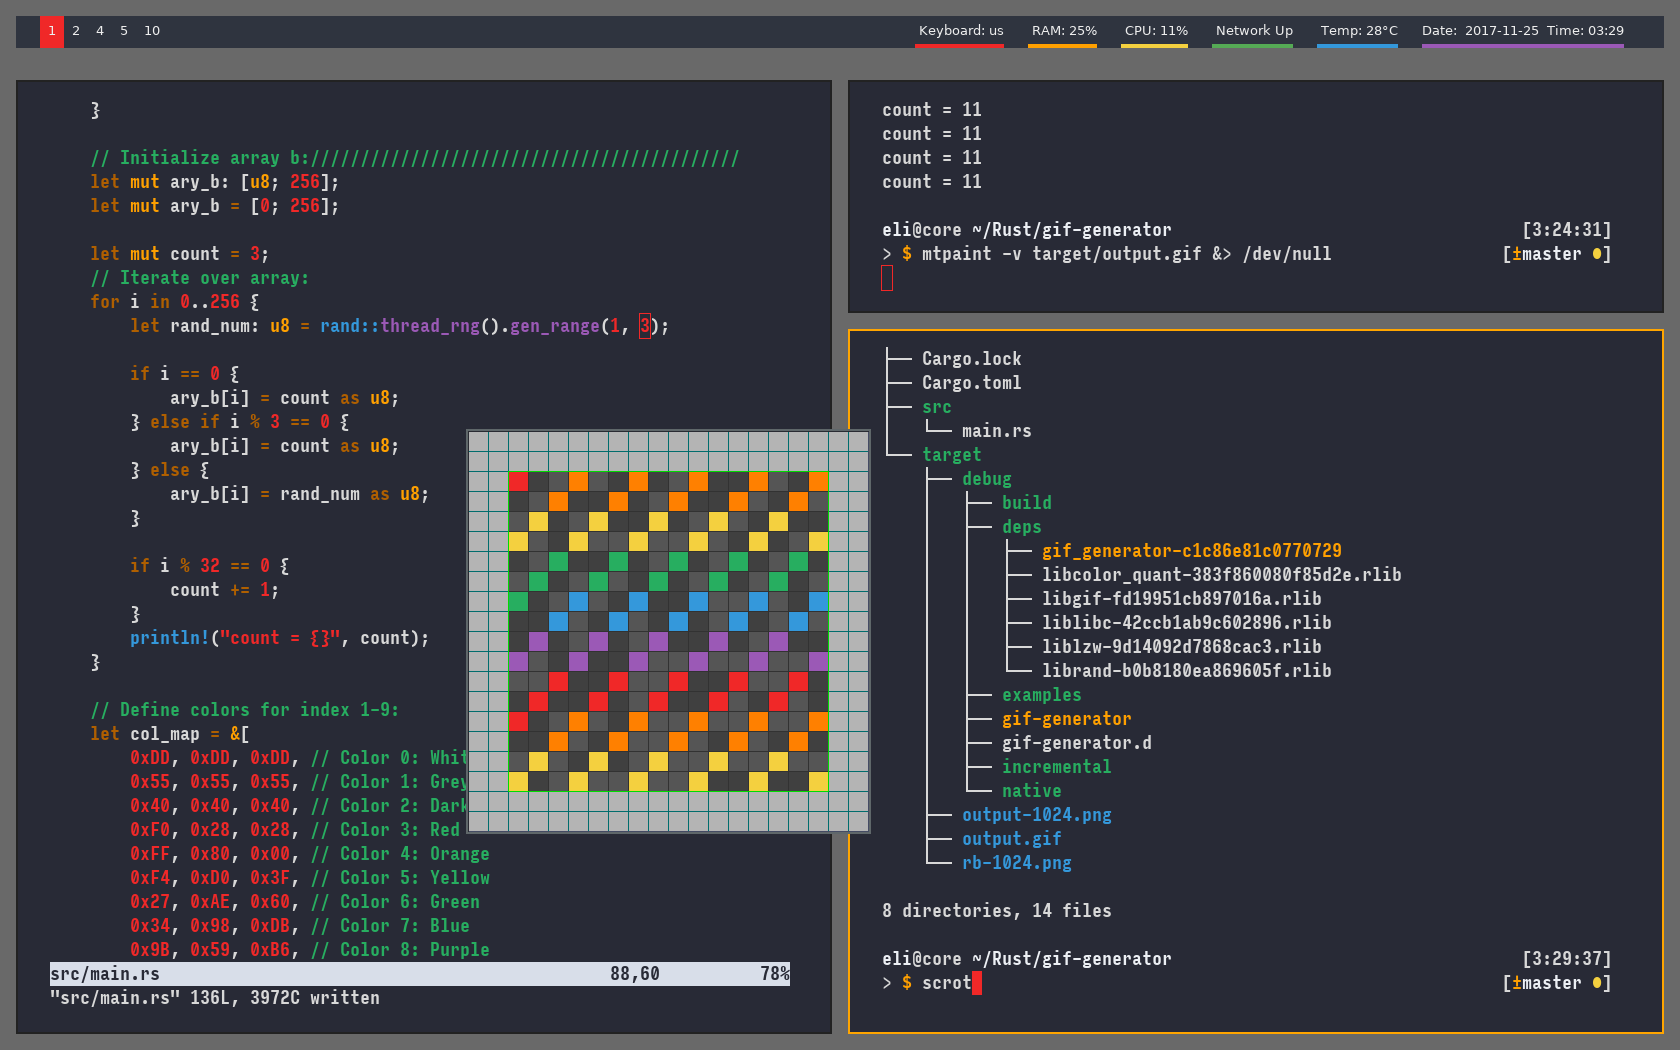 1 2 4 5 10 Keyboard: us RAM: 25% CPU: 11% Network Up Temp: 28°C Date: 2017-11-25 Time: 03:29
}
// Initialize array b:///////////////////////////////////////////
let mut ary_b: [u8; 256];
let mut ary_b = [0; 256];
let mut count = 3;
// Iterate over array:
for i in 0..256 {
let rand_num: u8 = rand::thread_rng().gen_range(1, 3);
if i == 0 {
ary_b[i] = count as u8;
} else if i % 3 == 0 {
ary_b[i] = count as u8;
} else {
ary_b[i] = rand_num as u8;
}
if i % 32 == 0 {
count += 1;
}
println!("count = {}", count);
}
// Define colors for index 1-9:
let col_map = &[
0xDD, 0xDD, 0xDD, // Color 0: Whit
0x55, 0x55, 0x55, // Color 1: Grey
0x40, 0x40, 0x40, // Color 2: Dark
0xF0, 0x28, 0x28, // Color 3: Red
0xFF, 0x80, 0x00, // Color 4: Orange
0xF4, 0xD0, 0x3F, // Color 5: Yellow
0x27, 0xAE, 0x60, // Color 6: Green
0x34, 0x98, 0xDB, // Color 7: Blue
0x9B, 0x59, 0xB6, // Color 8: Purple
src/main.rs 88,60 78%
"src/main.rs" 136L, 3972C written
count = 11
count = 11
count = 11
count = 11
eli@core ~/Rust/gif-generator [3:24:31]
> $ mtpaint -v target/output.gif &> /dev/null [±master ●]
├── Cargo.lock
├── Cargo.toml
├── src
│   └── main.rs
└── target
    ├── debug
    │   ├── build
    │   ├── deps
    │   │   ├── gif_generator-c1c86e81c0770729
    │   │   ├── libcolor_quant-383f860080f85d2e.rlib
    │   │   ├── libgif-fd19951cb897016a.rlib
    │   │   ├── liblibc-42ccb1ab9c602896.rlib
    │   │   ├── liblzw-9d14092d7868cac3.rlib
    │   │   └── librand-b0b8180ea869605f.rlib
    │   ├── examples
    │   ├── gif-generator
    │   ├── gif-generator.d
    │   ├── incremental
    │   └── native
    ├── output-1024.png
    ├── output.gif
    └── rb-1024.png
8 directories, 14 files
eli@core ~/Rust/gif-generator [3:29:37]
> $ scrot [±master ●]